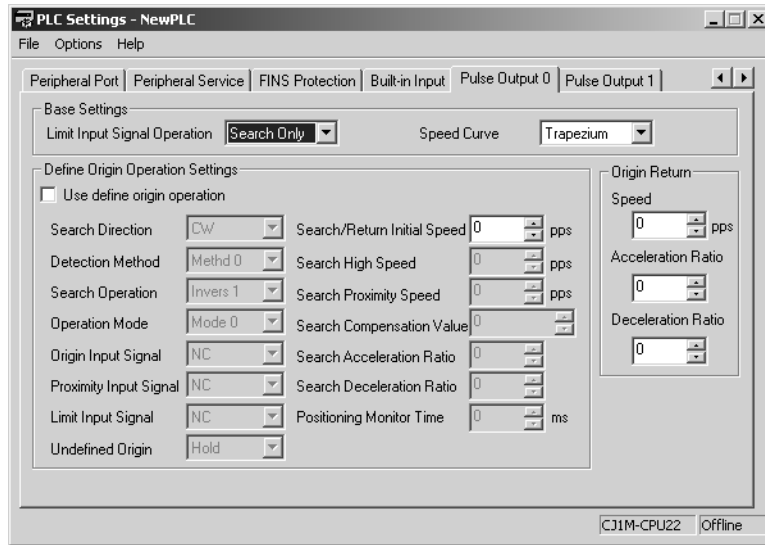 PLC Settings - NewPLC
File Options Help
Peripheral Port Peripheral Service FINS Protection Built-in Input Pulse Output 0 Pulse Output 1
Base Settings
Limit Input Signal Operation Search Only Speed Curve Trapezium
Define Origin Operation Settings
Use define origin operation
Search Direction CW Search/Return Initial Speed 0 pps
Detection Method Methd 0 Search High Speed 0 pps
Search Operation Invers 1 Search Proximity Speed 0 pps
Operation Mode Mode 0 Search Compensation Value 0
Origin Input Signal NC Search Acceleration Ratio 0
Proximity Input Signal NC Search Deceleration Ratio 0
Limit Input Signal NC Positioning Monitor Time 0 ms
Undefined Origin Hold
Origin Return
Speed
0 pps
Acceleration Ratio
0
Deceleration Ratio
0
CJ1M-CPU22 Offline